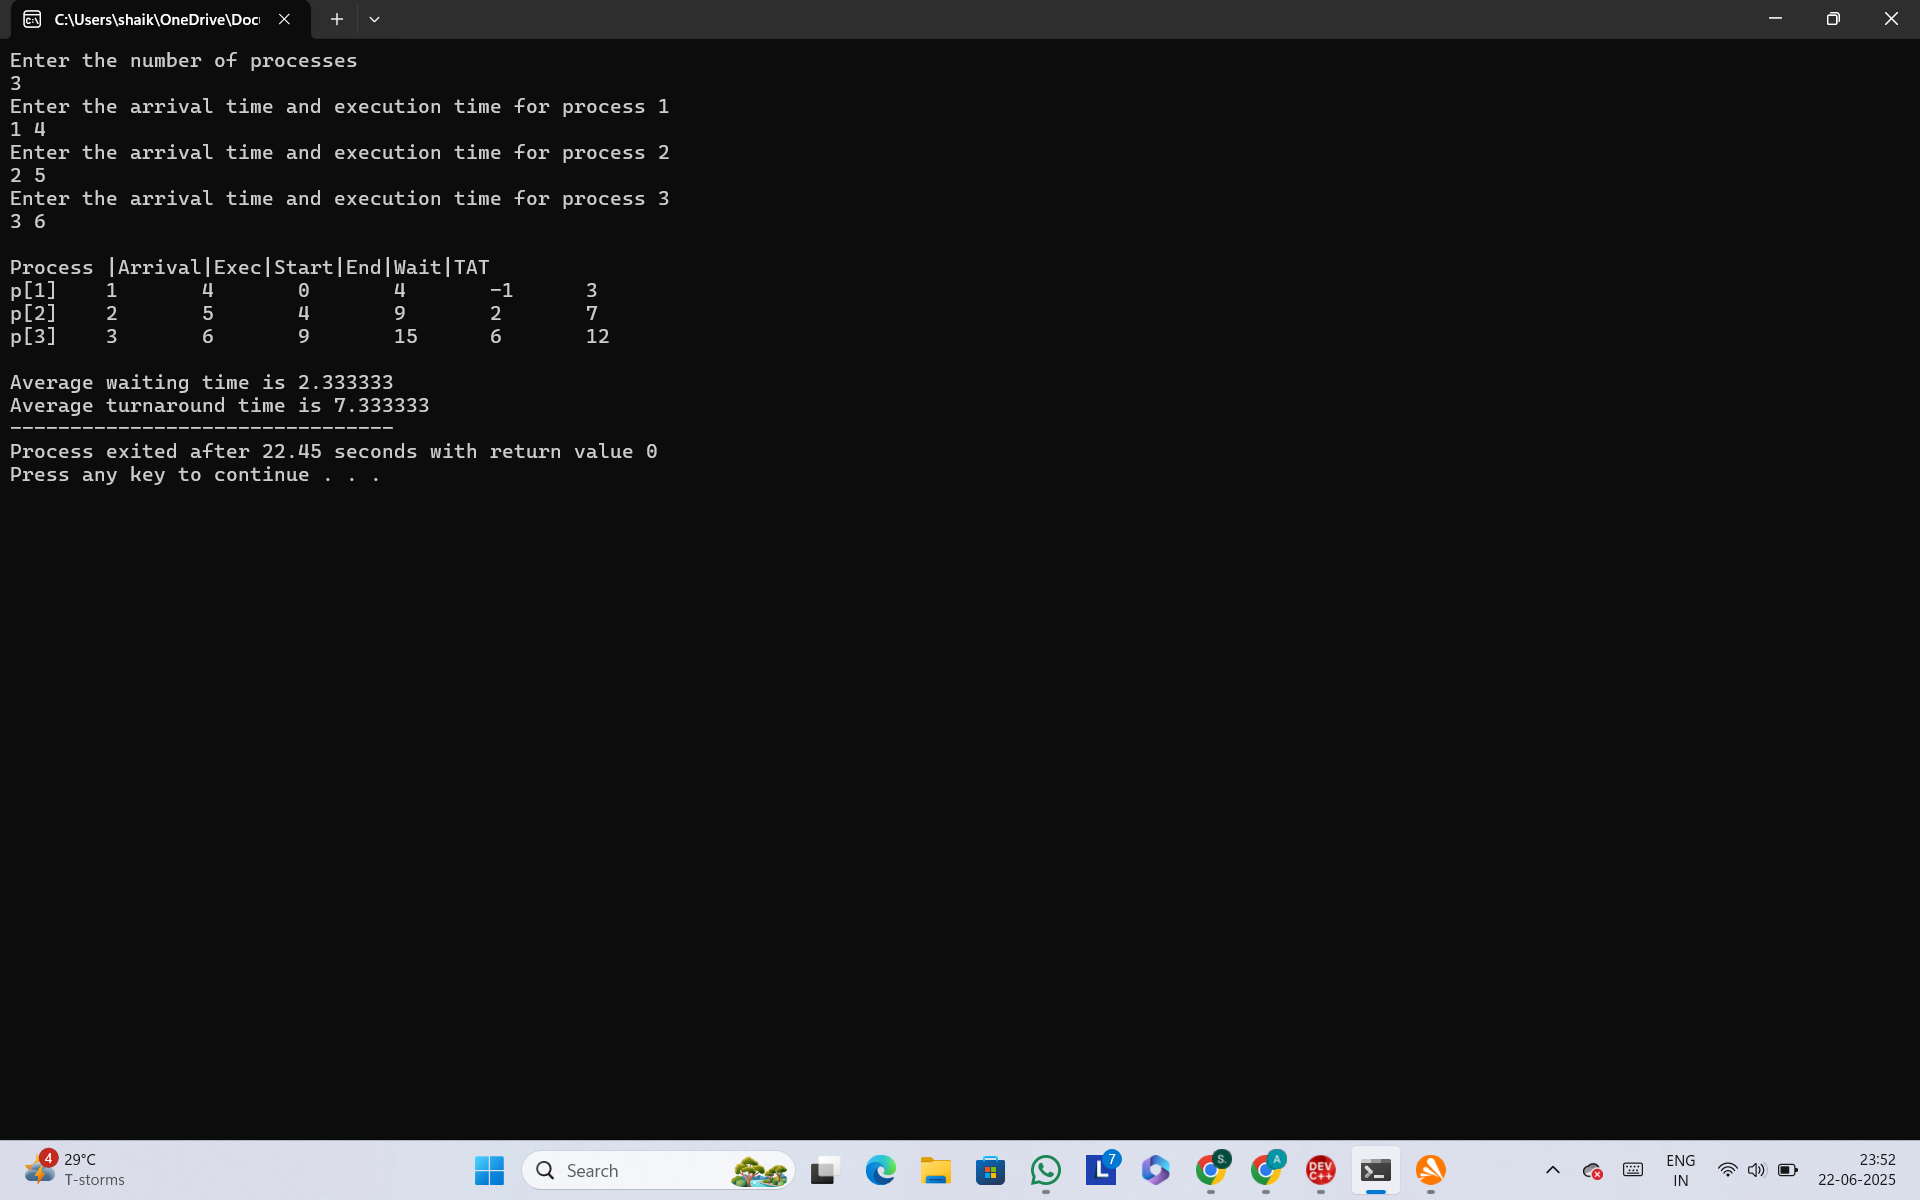 C:\Users\shaik\OneDrive\Doc
Enter the number of processes
3
Enter the arrival time and execution time for process 1
1 4
Enter the arrival time and execution time for process 2
2 5
Enter the arrival time and execution time for process 3
3 6
Process |Arrival|Exec|Start|End|Wait|TAT
p[1]    1       4       0       4       -1      3
p[2]    2       5       4       9       2       7
p[3]    3       6       9       15      6       12
Average waiting time is 2.333333
Average turnaround time is 7.333333
--------------------------------
Process exited after 22.45 seconds with return value 0
Press any key to continue . . .
4
29°C
T-storms
Search
L
7
S.
A
DEV
C++
ENG
IN
23:52
22-06-2025